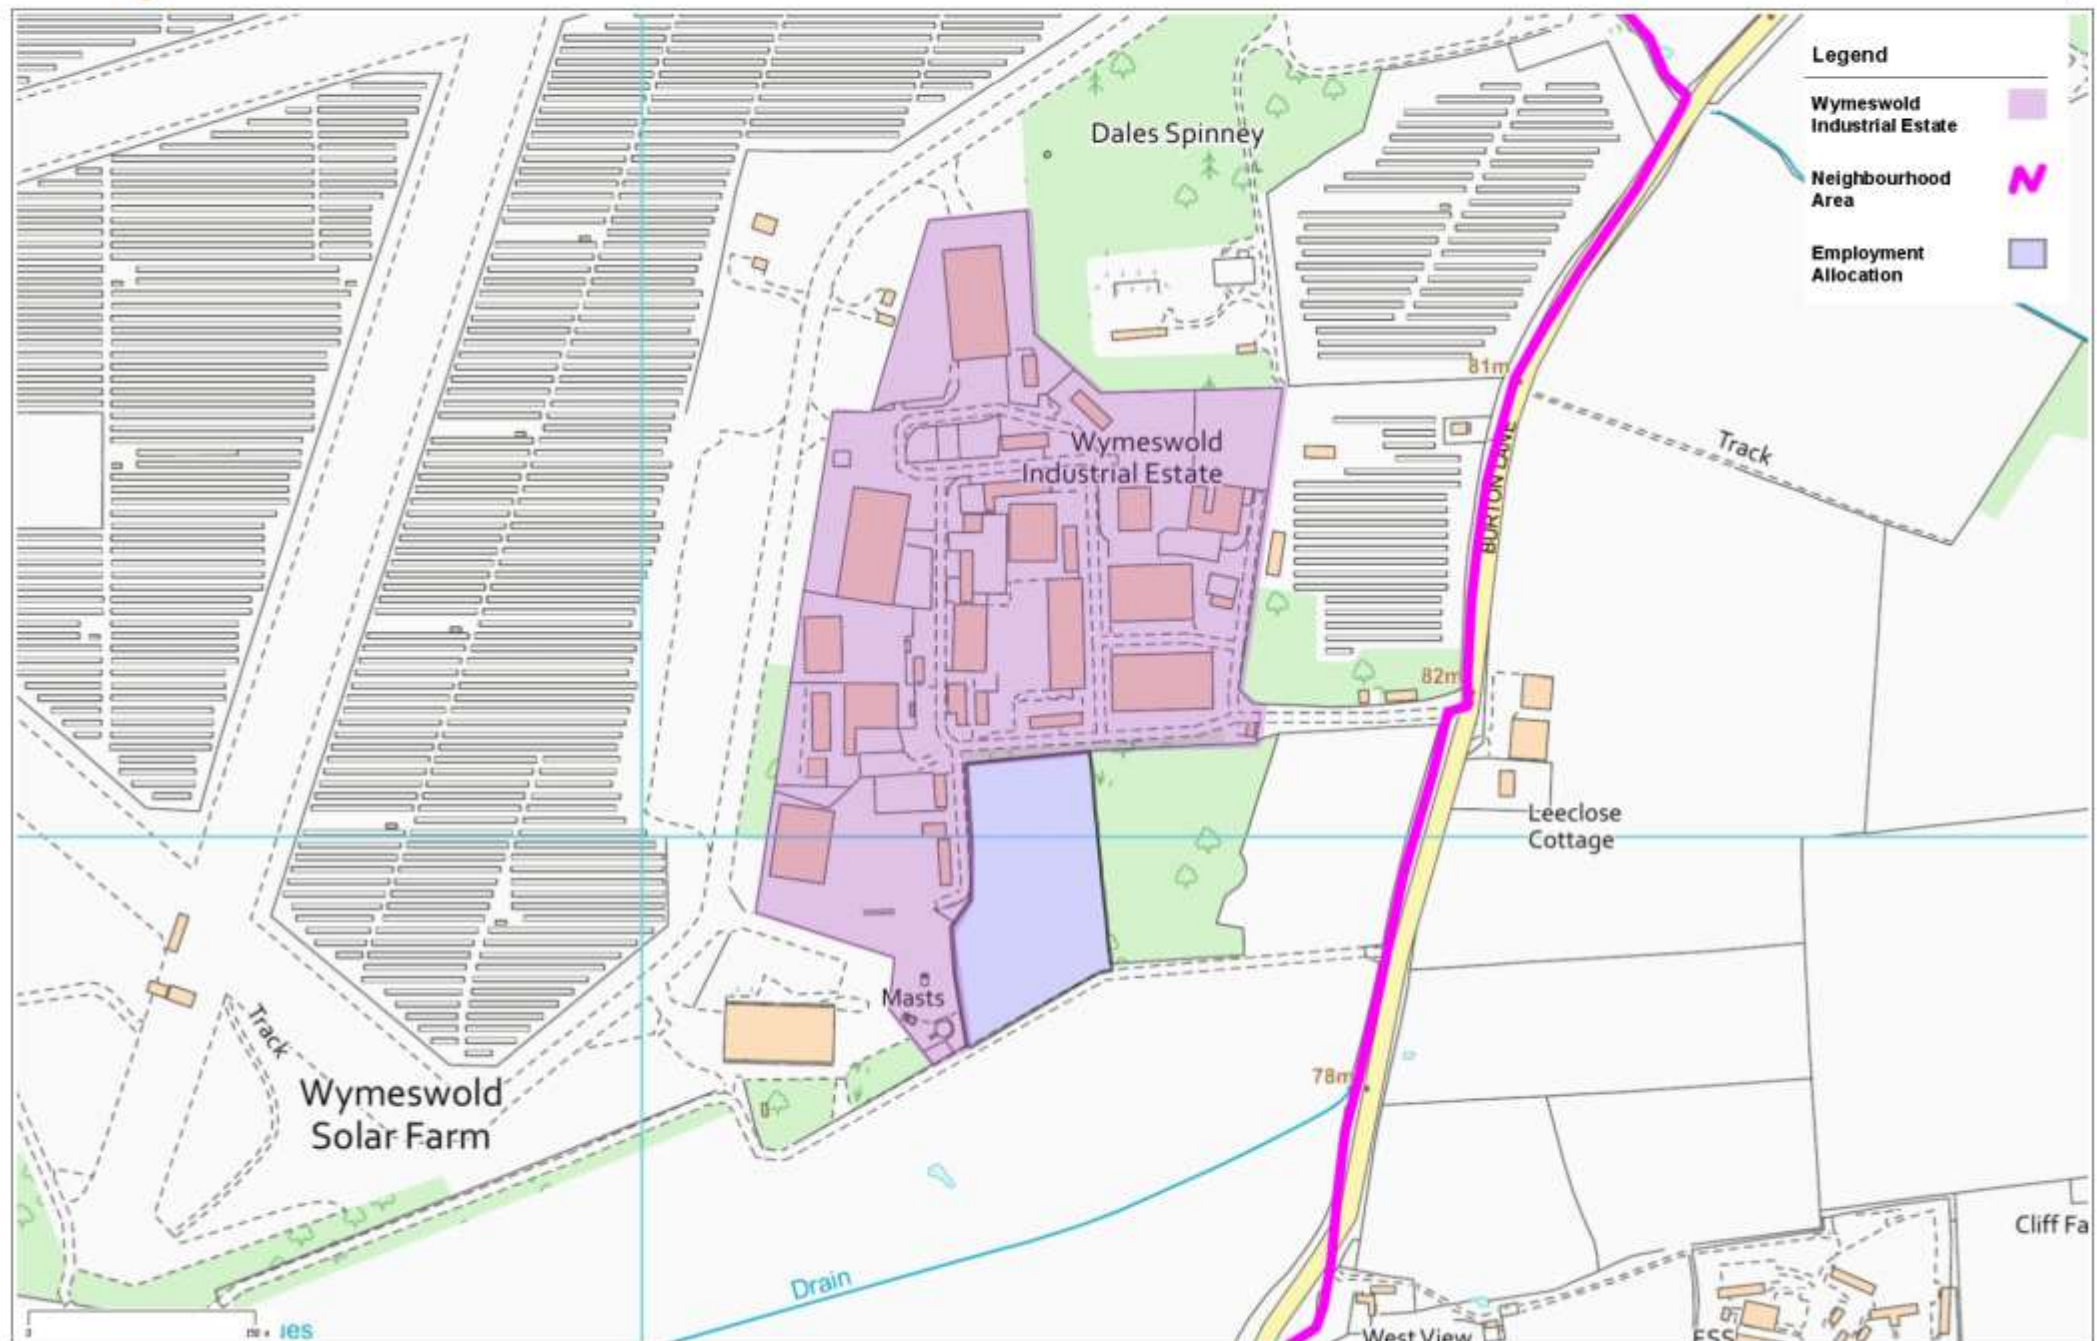 Legend
Wymeswold
Industrial Estate
Neighbourhood
Area
Employment
Allocation
Dales Spinney
Wymeswold
Industrial Estate
81m
BURTON LANE
Track
82m
Leeclose
Cottage
Masts
Track
Wymeswold
Solar Farm
78m
Drain
Cliff Fa
West View
0